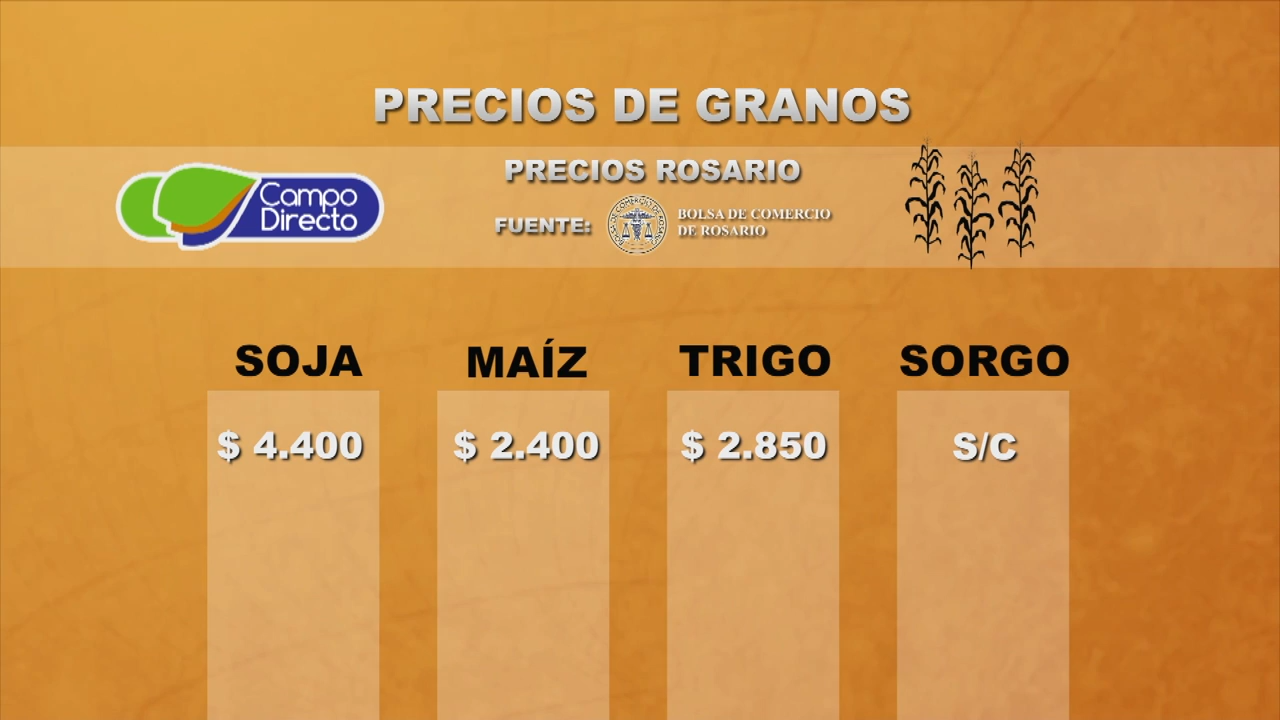 PRECIOS DE GRANOS
Campo
Directo
PRECIOS ROSARIO
FUENTE:
BOLSA DE COMERCIO
DE ROSARIO
SOJA MAÍZ TRIGO SORGO
$ 4.400 $ 2.400 $ 2.850 S/C